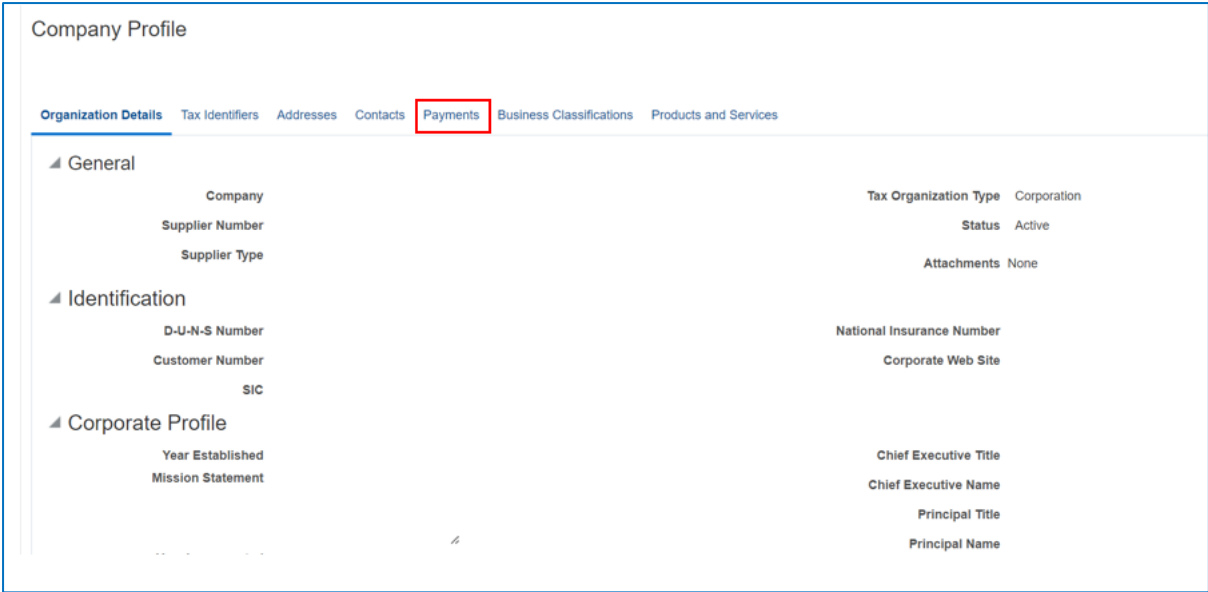 Company Profile
Organization Details Tax Identifiers Addresses Contacts Payments Business Classifications Products and Services
General
Company Tax Organization Type Corporation
Supplier Number Status Active
Supplier Type Attachments None
Identification
D-U-N-S Number National Insurance Number
Customer Number Corporate Web Site
SIC
Corporate Profile
Year Established Chief Executive Title
Mission Statement Chief Executive Name
Principal Title
Principal Name